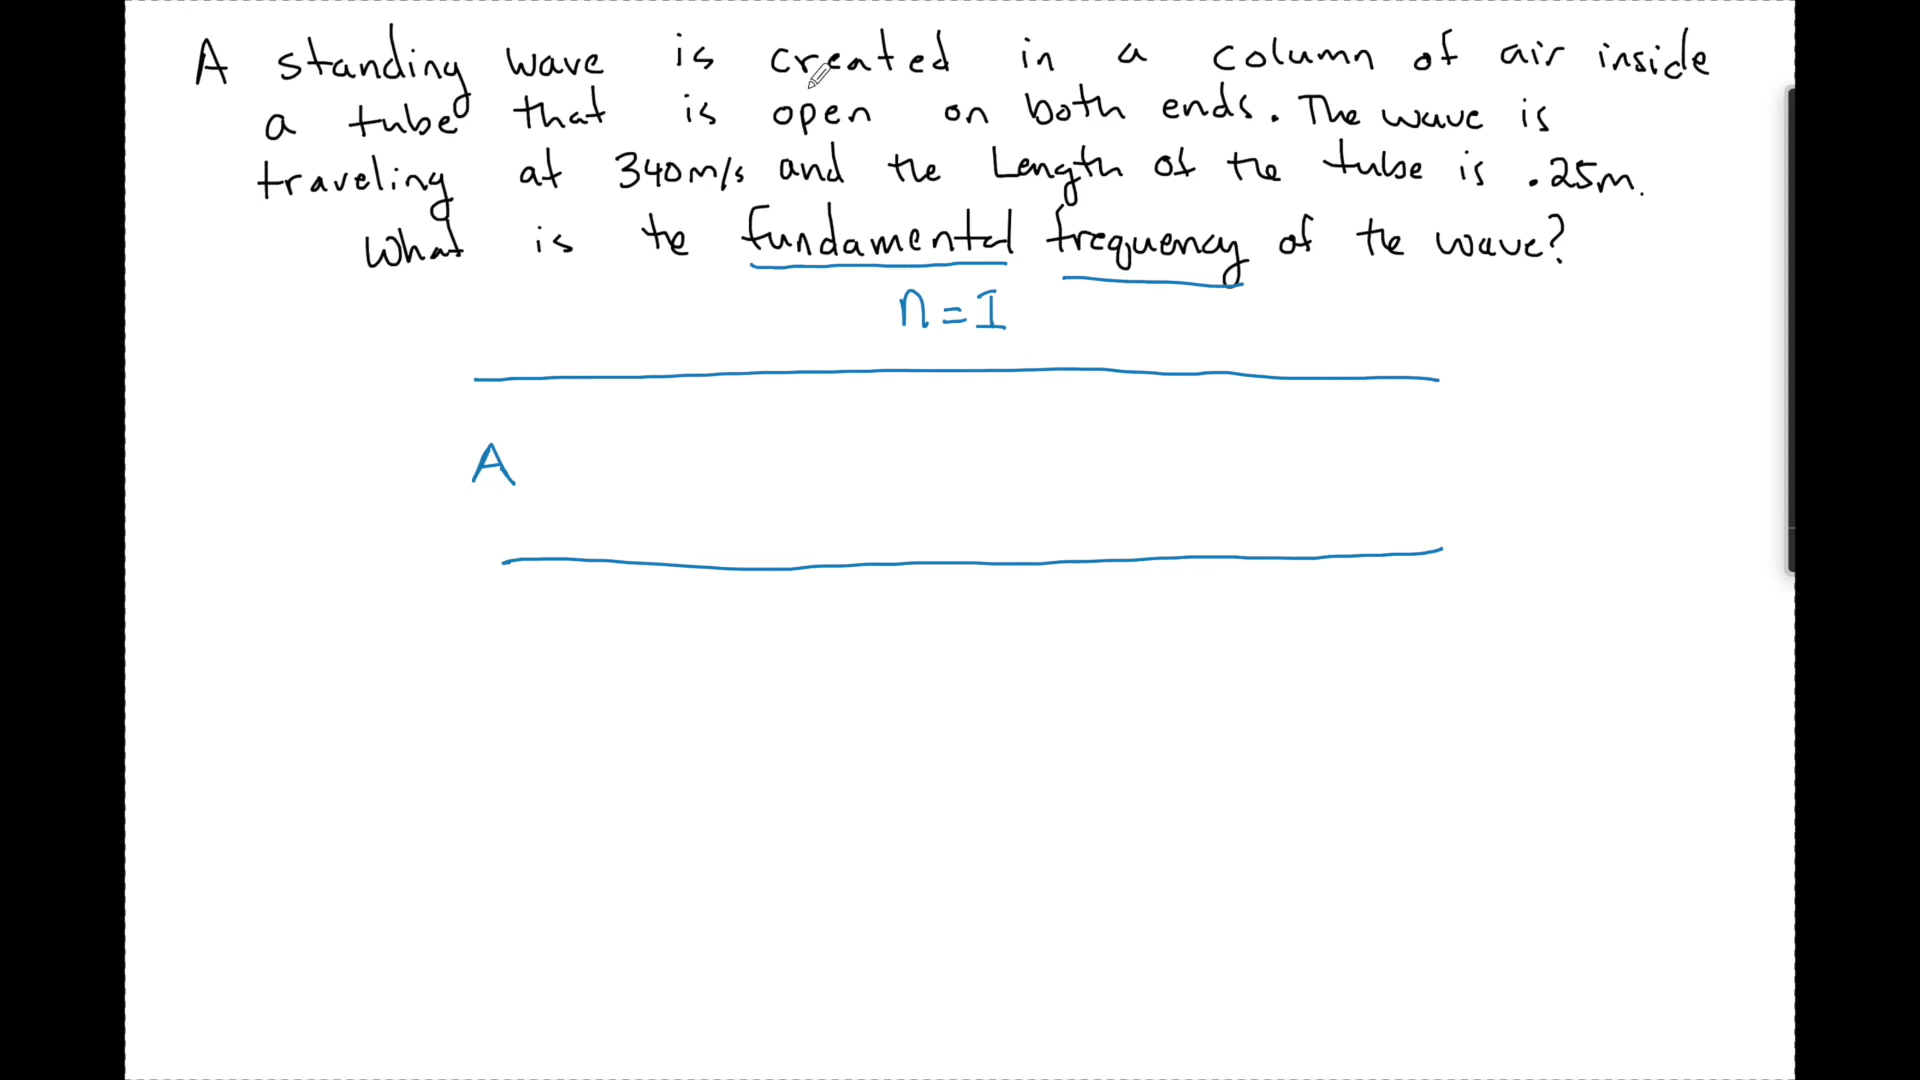 A standing wave is created in a column of air inside
a tube that is open on both ends. The wave is
traveling at 340m/s and the Length of the tube is .25m.
What is the fundamental frequency of the wave?
n=1
A